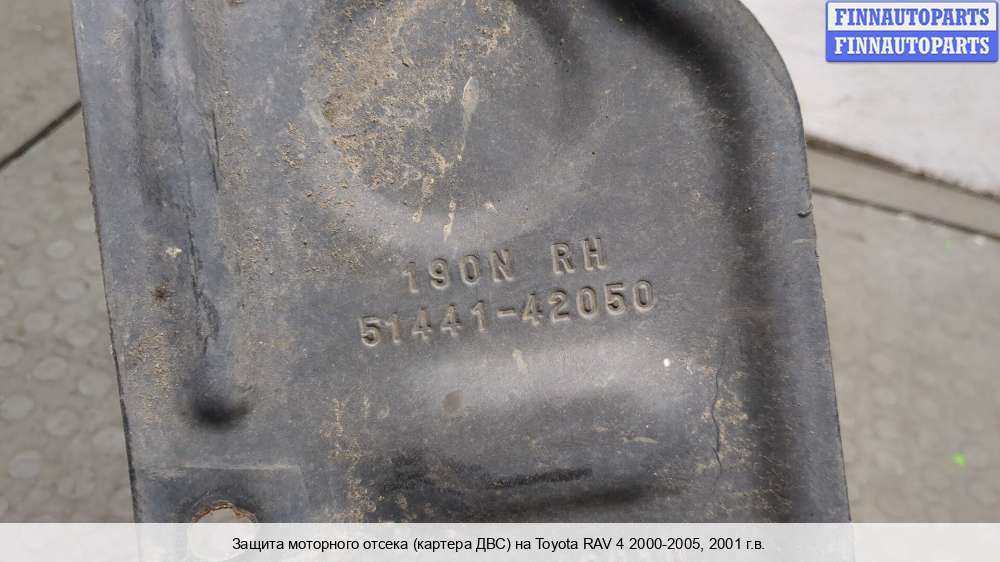 FINNAUTOPARTS
FINNAUTOPARTS
190N RH
51441-42050
Защита моторного отсека (картера ДВС) на Toyota RAV 4 2000-2005, 2001 г.в.